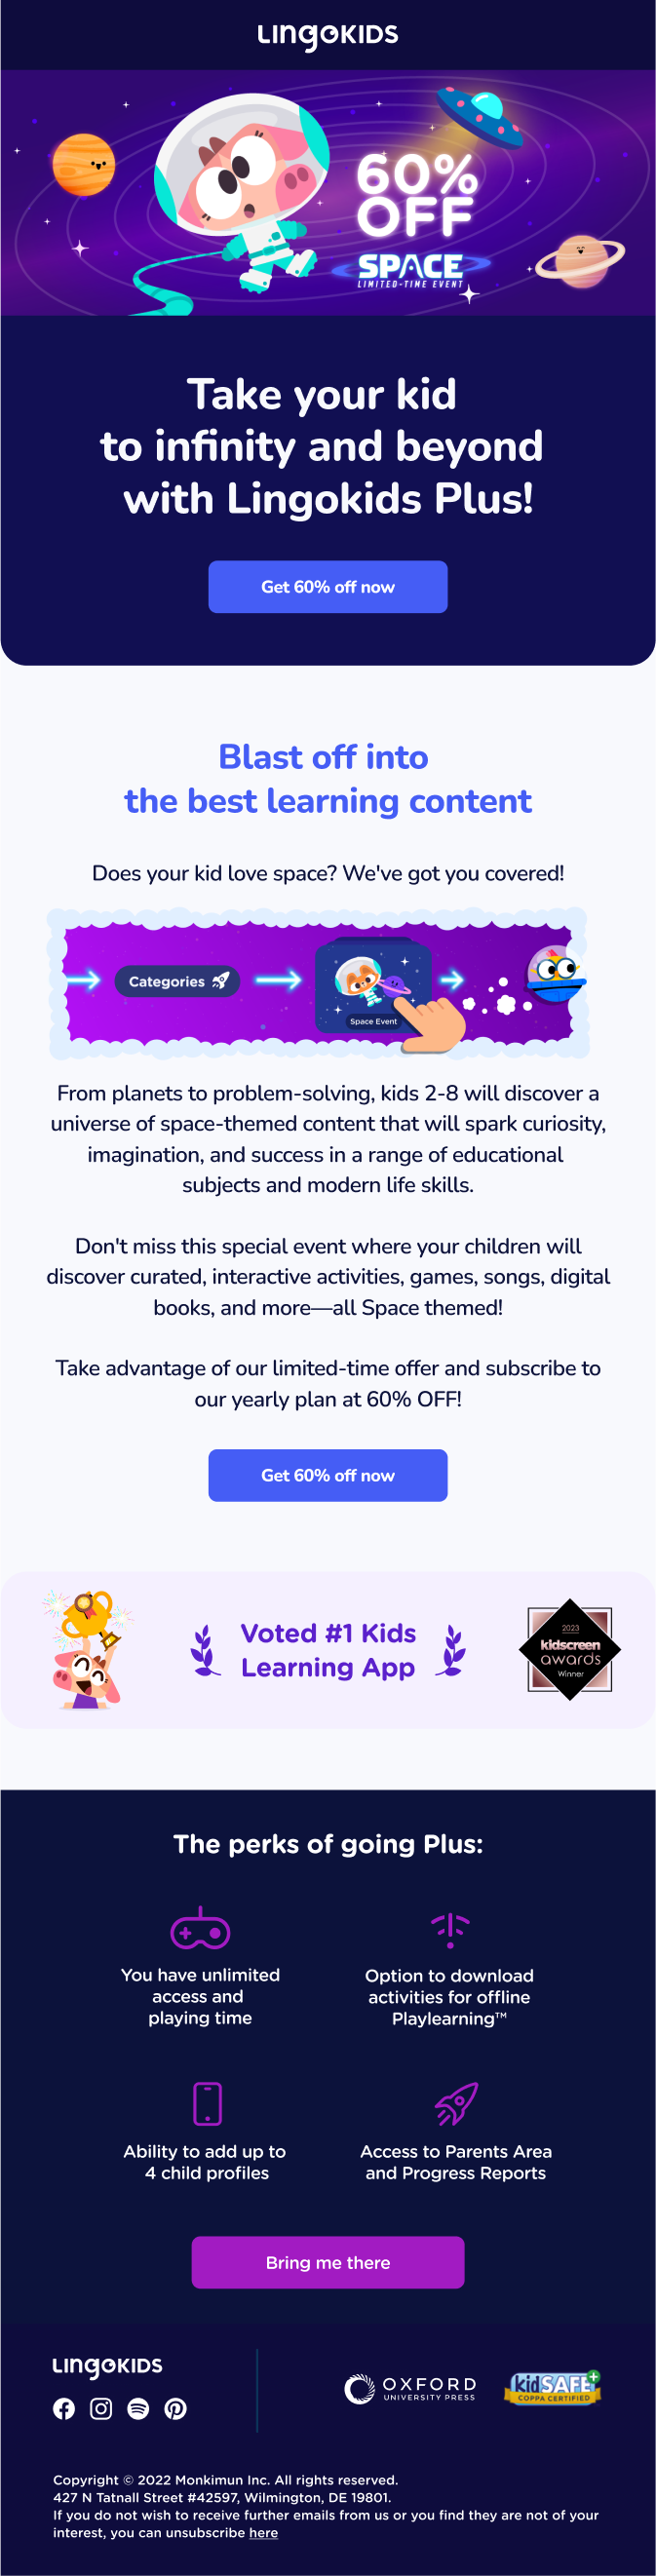 Lingokids
60%
OFF
SPACE
LIMITED-TIME EVENT
Take your kid
to infinity and beyond
with Lingokids Plus!
Get 60% off now
Blast off into
the best learning content
Does your kid love space? We've got you covered!
Categories
Space Event
From planets to problem-solving, kids 2-8 will discover a
universe of space-themed content that will spark curiosity,
imagination, and success in a range of educational
subjects and modern life skills.
Don't miss this special event where your children will
discover curated, interactive activities, games, songs, digital
books, and more—all Space themed!
Take advantage of our limited-time offer and subscribe to
our yearly plan at 60% OFF!
Get 60% off now
Voted #1 Kids
Learning App
2023
kidscreen
awards
Winner
The perks of going Plus:
You have unlimited
access and
playing time
Option to download
activities for offline
Playlearning™
Ability to add up to
4 child profiles
Access to Parents Area
and Progress Reports
Bring me there
Lingokids
OXFORD
UNIVERSITY PRESS
kidSAFE+
COPPA CERTIFIED
Copyright © 2022 Monkimun Inc. All rights reserved.
427 N Tatnall Street #42597, Wilmington, DE 19801.
If you do not wish to receive further emails from us or you find they are not of your
interest, you can unsubscribe here